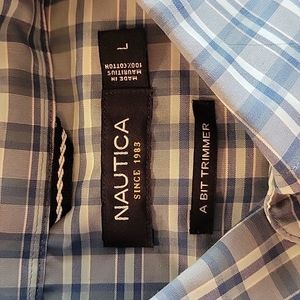 L
100% COTTON
MAURITIUS
MADE IN
NAUTICA
SINCE 1983
A BIT TRIMMER